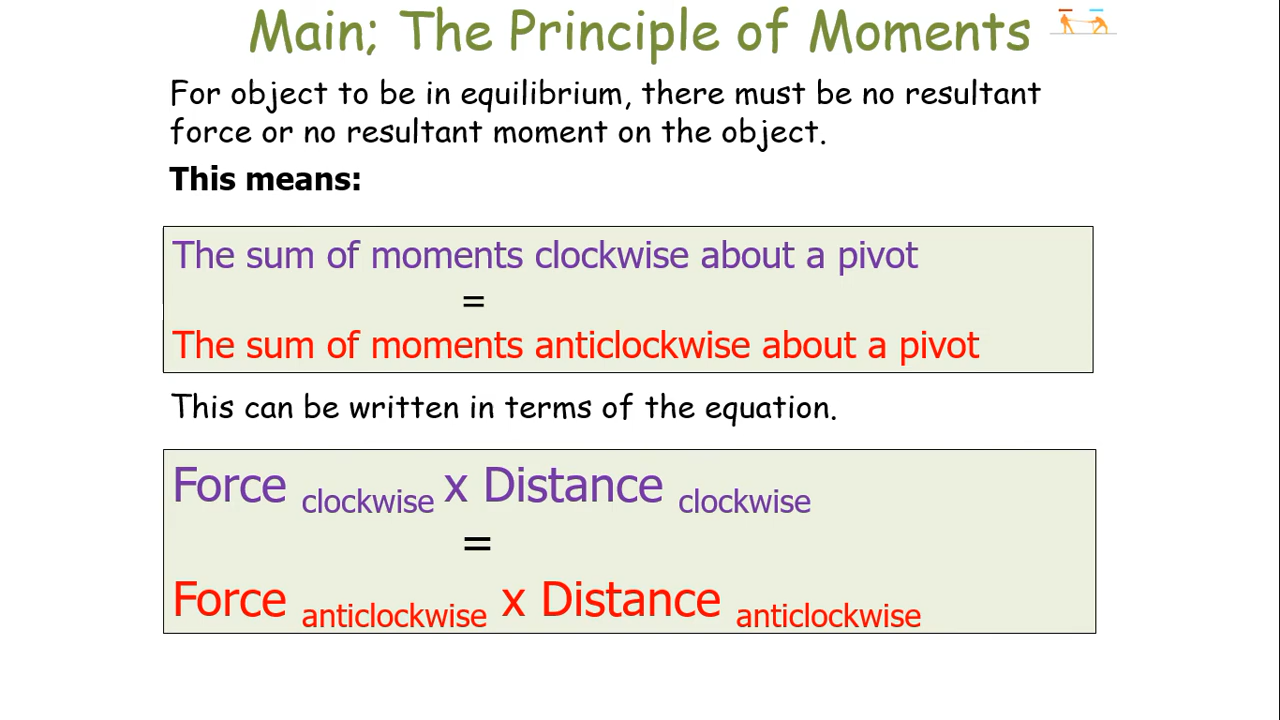 Main; The Principle of Moments
For object to be in equilibrium, there must be no resultant
force or no resultant moment on the object.
This means:
The sum of moments clockwise about a pivot
=
The sum of moments anticlockwise about a pivot
This can be written in terms of the equation.
Force clockwise x Distance clockwise
=
Force anticlockwise x Distance anticlockwise